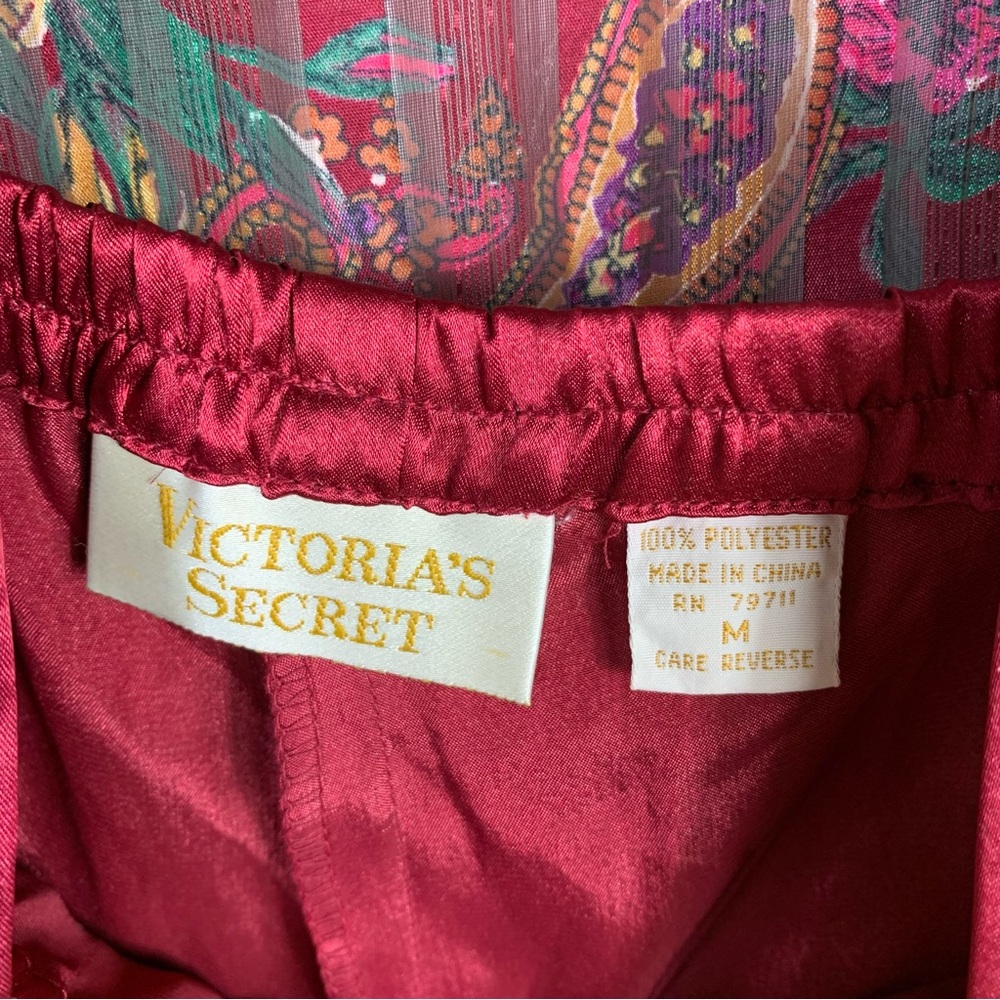 VICTORIA'S
SECRET
100% POLYESTER
MADE IN CHINA
RN 79711
M
CARE REVERSE